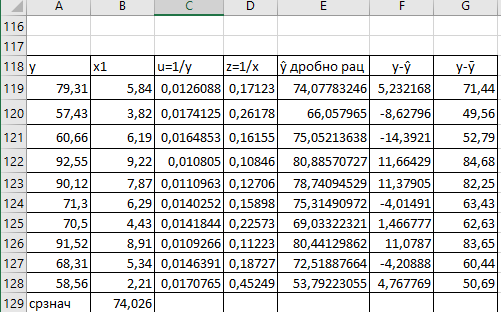 A B C D E F G
116
117
118 y x1 u=1/y z=1/x ŷ дробно рац y-ŷ y-ȳ
119 79,31 5,84 0,0126088 0,17123 74,07783246 5,232168 71,44
120 57,43 3,82 0,0174125 0,26178 66,057965 -8,62796 49,56
121 60,66 6,19 0,0164853 0,16155 75,05213638 -14,3921 52,79
122 92,55 9,22 0,010805 0,10846 80,88570727 11,66429 84,68
123 90,12 7,87 0,0110963 0,12706 78,74094529 11,37905 82,25
124 71,3 6,29 0,0140252 0,15898 75,31490972 -4,01491 63,43
125 70,5 4,43 0,0141844 0,22573 69,03322321 1,466777 62,63
126 91,52 8,91 0,0109266 0,11223 80,44129862 11,0787 83,65
127 68,31 5,34 0,0146391 0,18727 72,51887664 -4,20888 60,44
128 58,56 2,21 0,0170765 0,45249 53,79223055 4,767769 50,69
129 срзнач 74,026